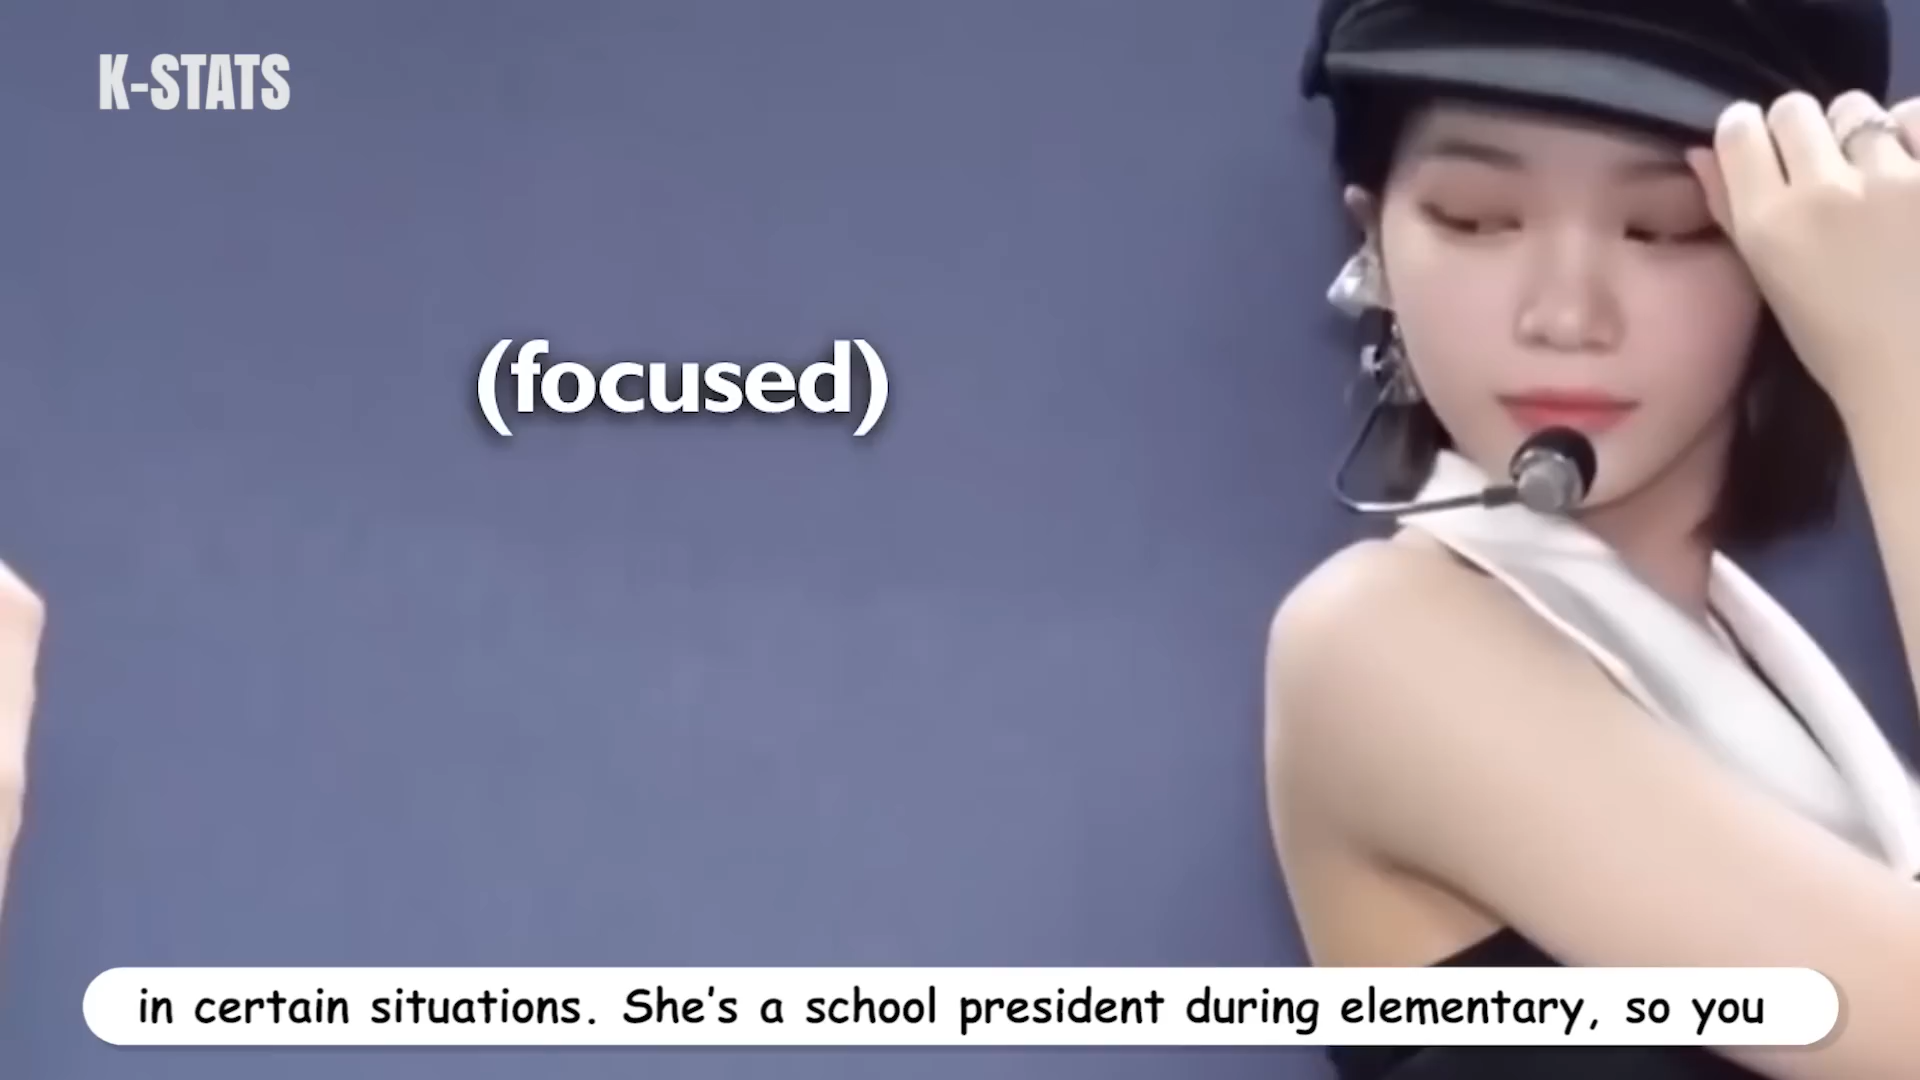 K-STATS
(focused)
in certain situations. She's a school president during elementary, so you